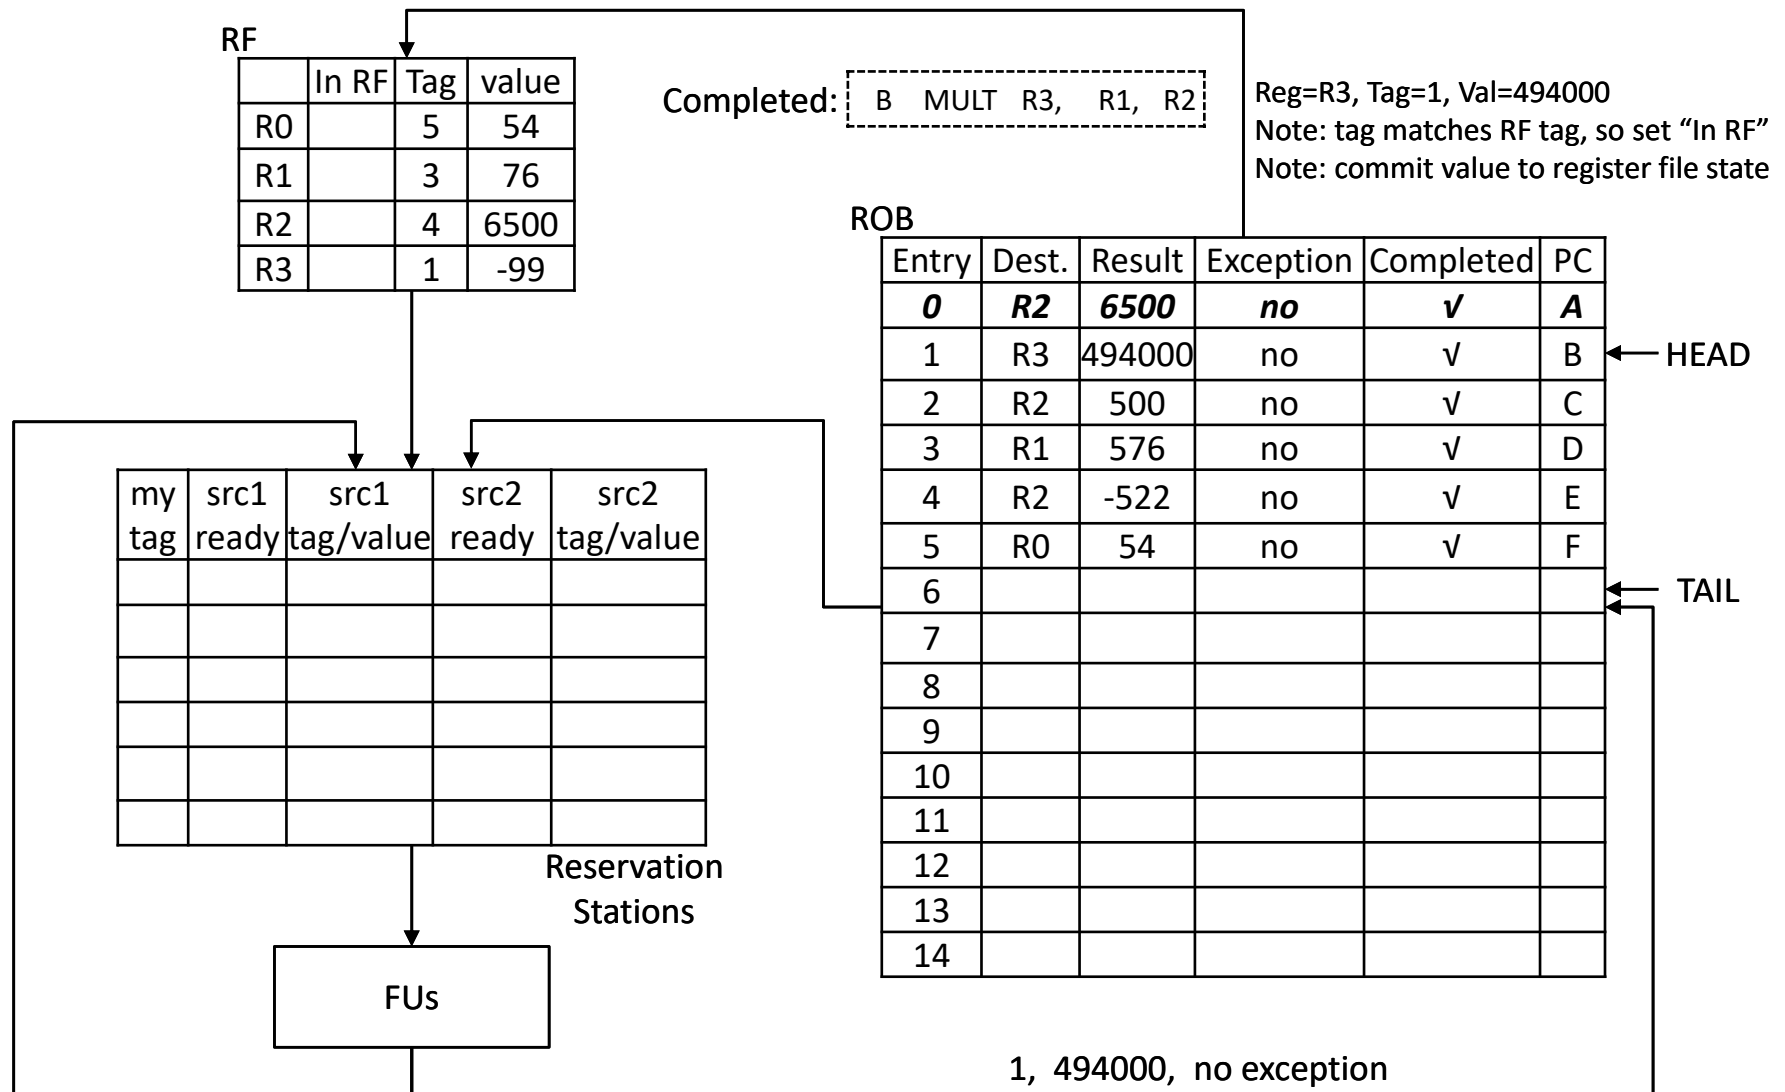 RF
In RF Tag value
R0 5 54
R1 3 76
R2 4 6500
R3 1 -99
Completed: B MULT R3, R1, R2
Reg=R3, Tag=1, Val=494000
Note: tag matches RF tag, so set “In RF”
Note: commit value to register file state
ROB
Entry Dest. Result Exception Completed PC
0 R2 6500 no √ A
1 R3 494000 no √ B
HEAD
2 R2 500 no √ C
3 R1 576 no √ D
4 R2 -522 no √ E
5 R0 54 no √ F
6
TAIL
7
8
9
10
11
12
13
14
my src1 src1 src2 src2
tag ready tag/value ready tag/value
Reservation
Stations
FUs
1, 494000, no exception